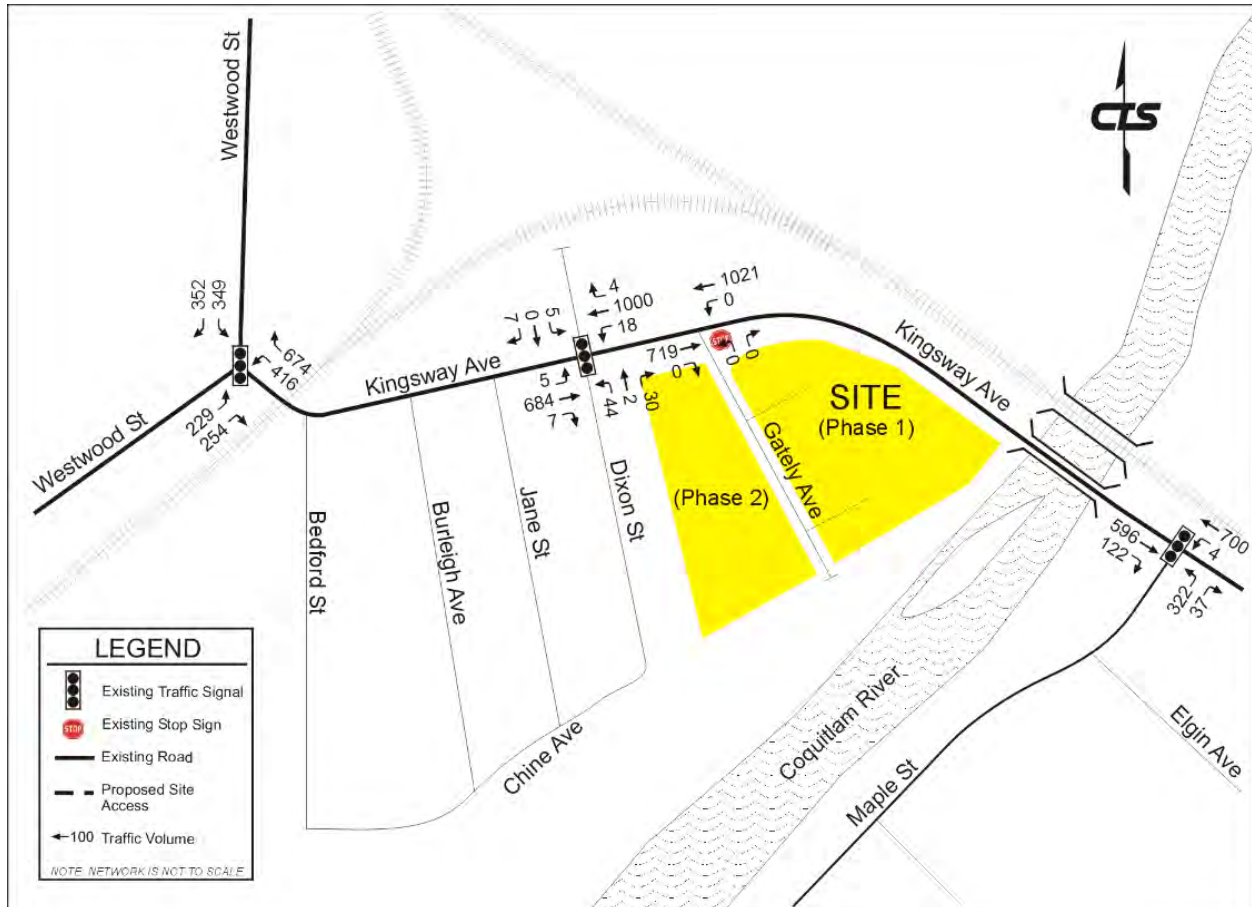 Westwood St
CTS
352
349
674
416
229
254
Westwood St
7
0
5
4
1000
18
5
684
7
44
2
30
1021
0
719
0
0
0
STOP
Kingsway Ave
Kingsway Ave
SITE
(Phase 1)
(Phase 2)
Gately Ave
Dixon St
Jane St
Burleigh Ave
Bedford St
Chine Ave
Coquitlam River
Maple St
Elgin Ave
596
122
700
4
322
37
LEGEND
Existing Traffic Signal
STOP
Existing Stop Sign
Existing Road
Proposed Site
Access
100 Traffic Volume
NOTE: NETWORK IS NOT TO SCALE